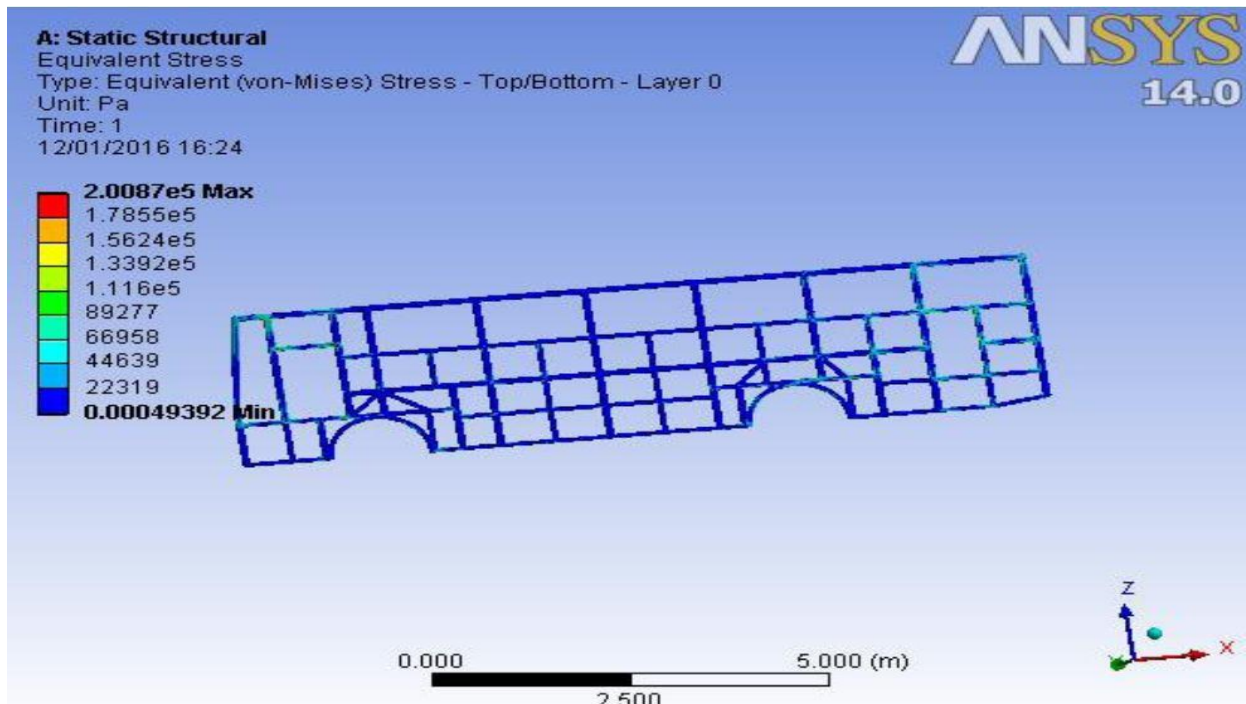 A: Static Structural
Equivalent Stress
Type: Equivalent (von-Mises) Stress - Top/Bottom - Layer 0
Unit: Pa
Time: 1
12/01/2016 16:24
ANSYS
14.0
2.0087e5 Max
1.7855e5
1.5624e5
1.3392e5
1.116e5
89277
66958
44639
22319
0.00049392 Min
0.000
5.000 (m)
2.500
Z
X
Y